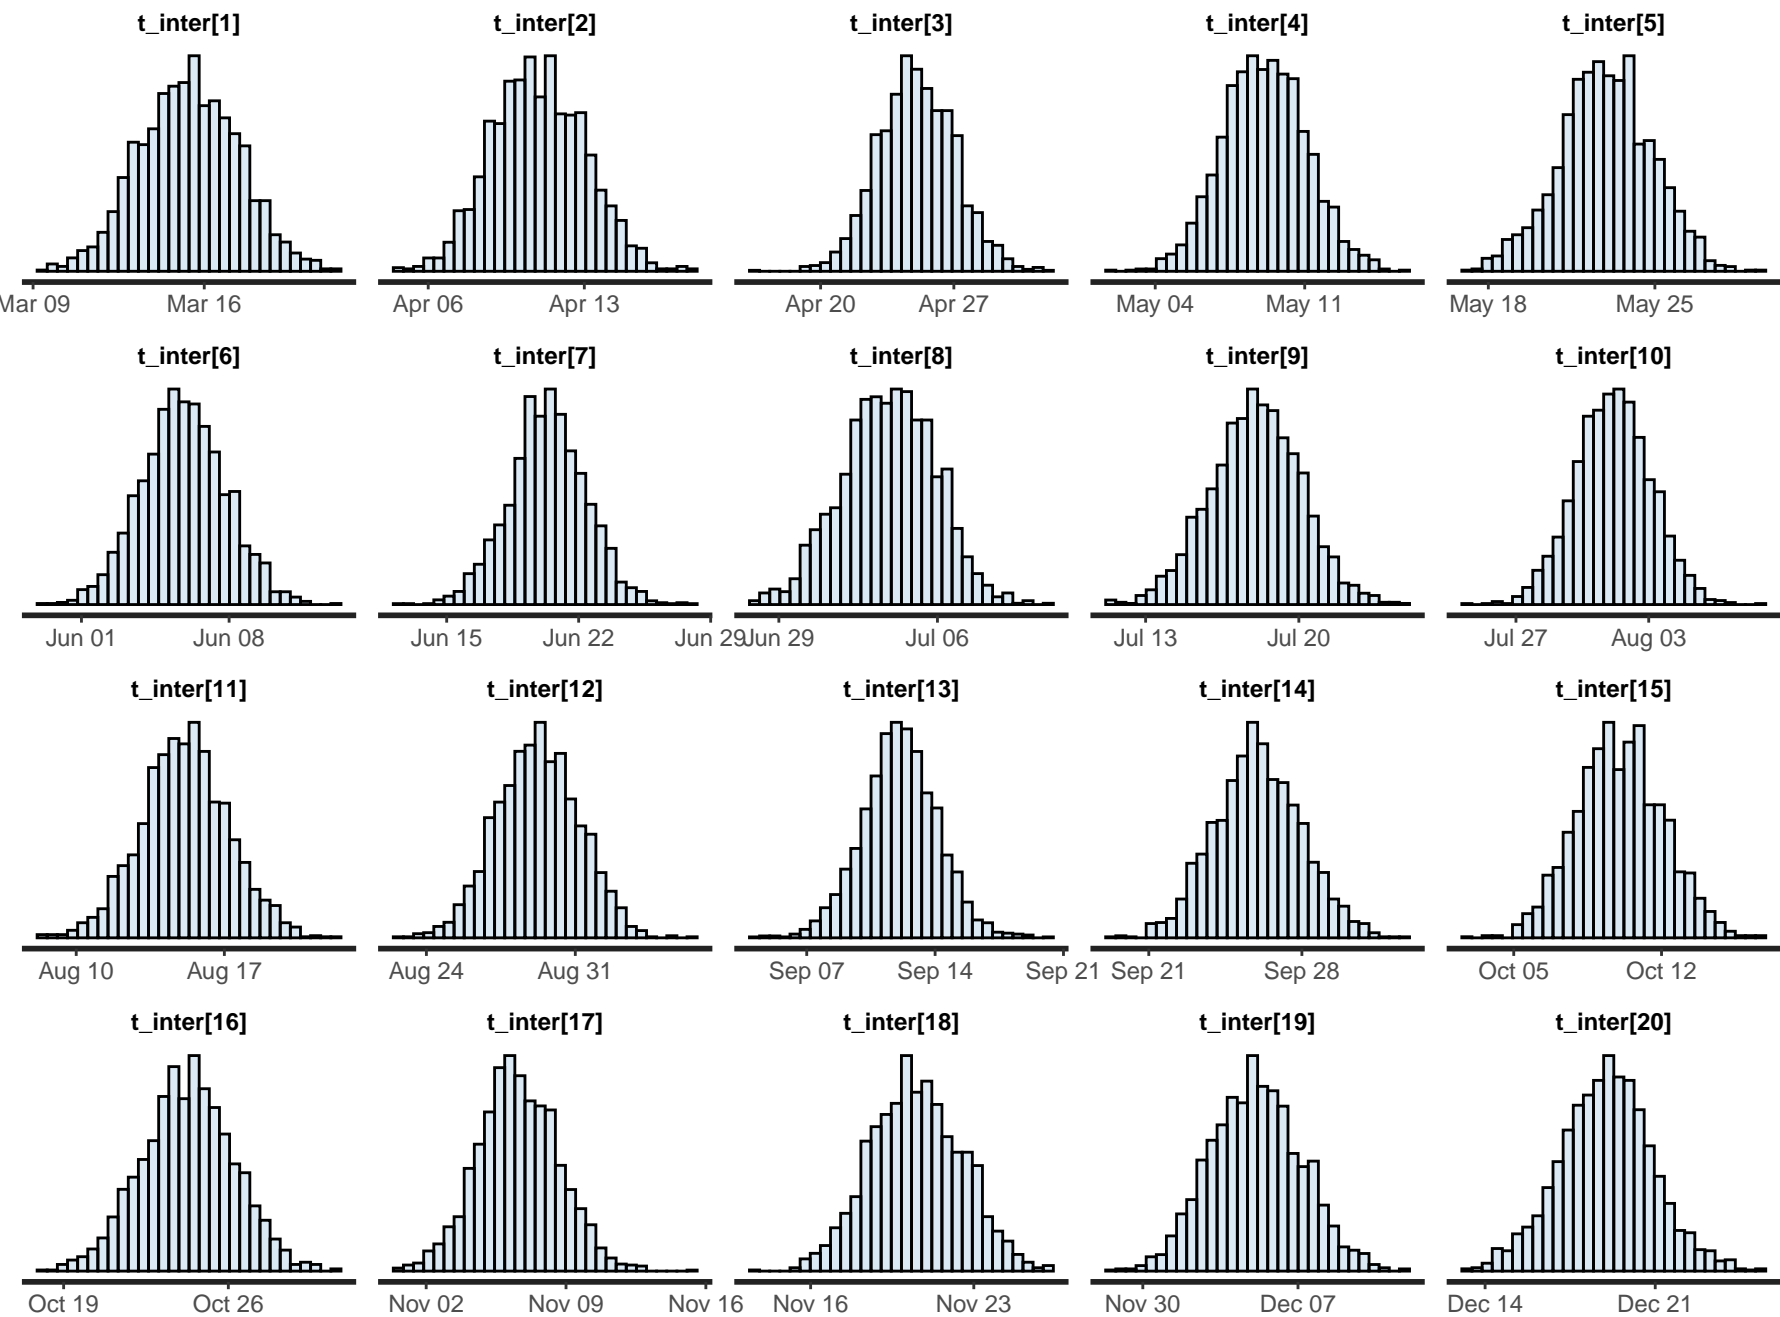 t_inter[1] t_inter[2] t_inter[3] t_inter[4] t_inter[5]
Mar 09 Mar 16 Apr 06 Apr 13 Apr 20 Apr 27 May 04 May 11 May 18 May 25
t_inter[6] t_inter[7] t_inter[8] t_inter[9] t_inter[10]
Jun 01 Jun 08 Jun 15 Jun 22 Jun 29 Jun 29 Jul 06 Jul 13 Jul 20 Jul 27 Aug 03
t_inter[11] t_inter[12] t_inter[13] t_inter[14] t_inter[15]
Aug 10 Aug 17 Aug 24 Aug 31 Sep 07 Sep 14 Sep 21 Sep 21 Sep 28 Oct 05 Oct 12
t_inter[16] t_inter[17] t_inter[18] t_inter[19] t_inter[20]
Oct 19 Oct 26 Nov 02 Nov 09 Nov 16 Nov 16 Nov 23 Nov 30 Dec 07 Dec 14 Dec 21